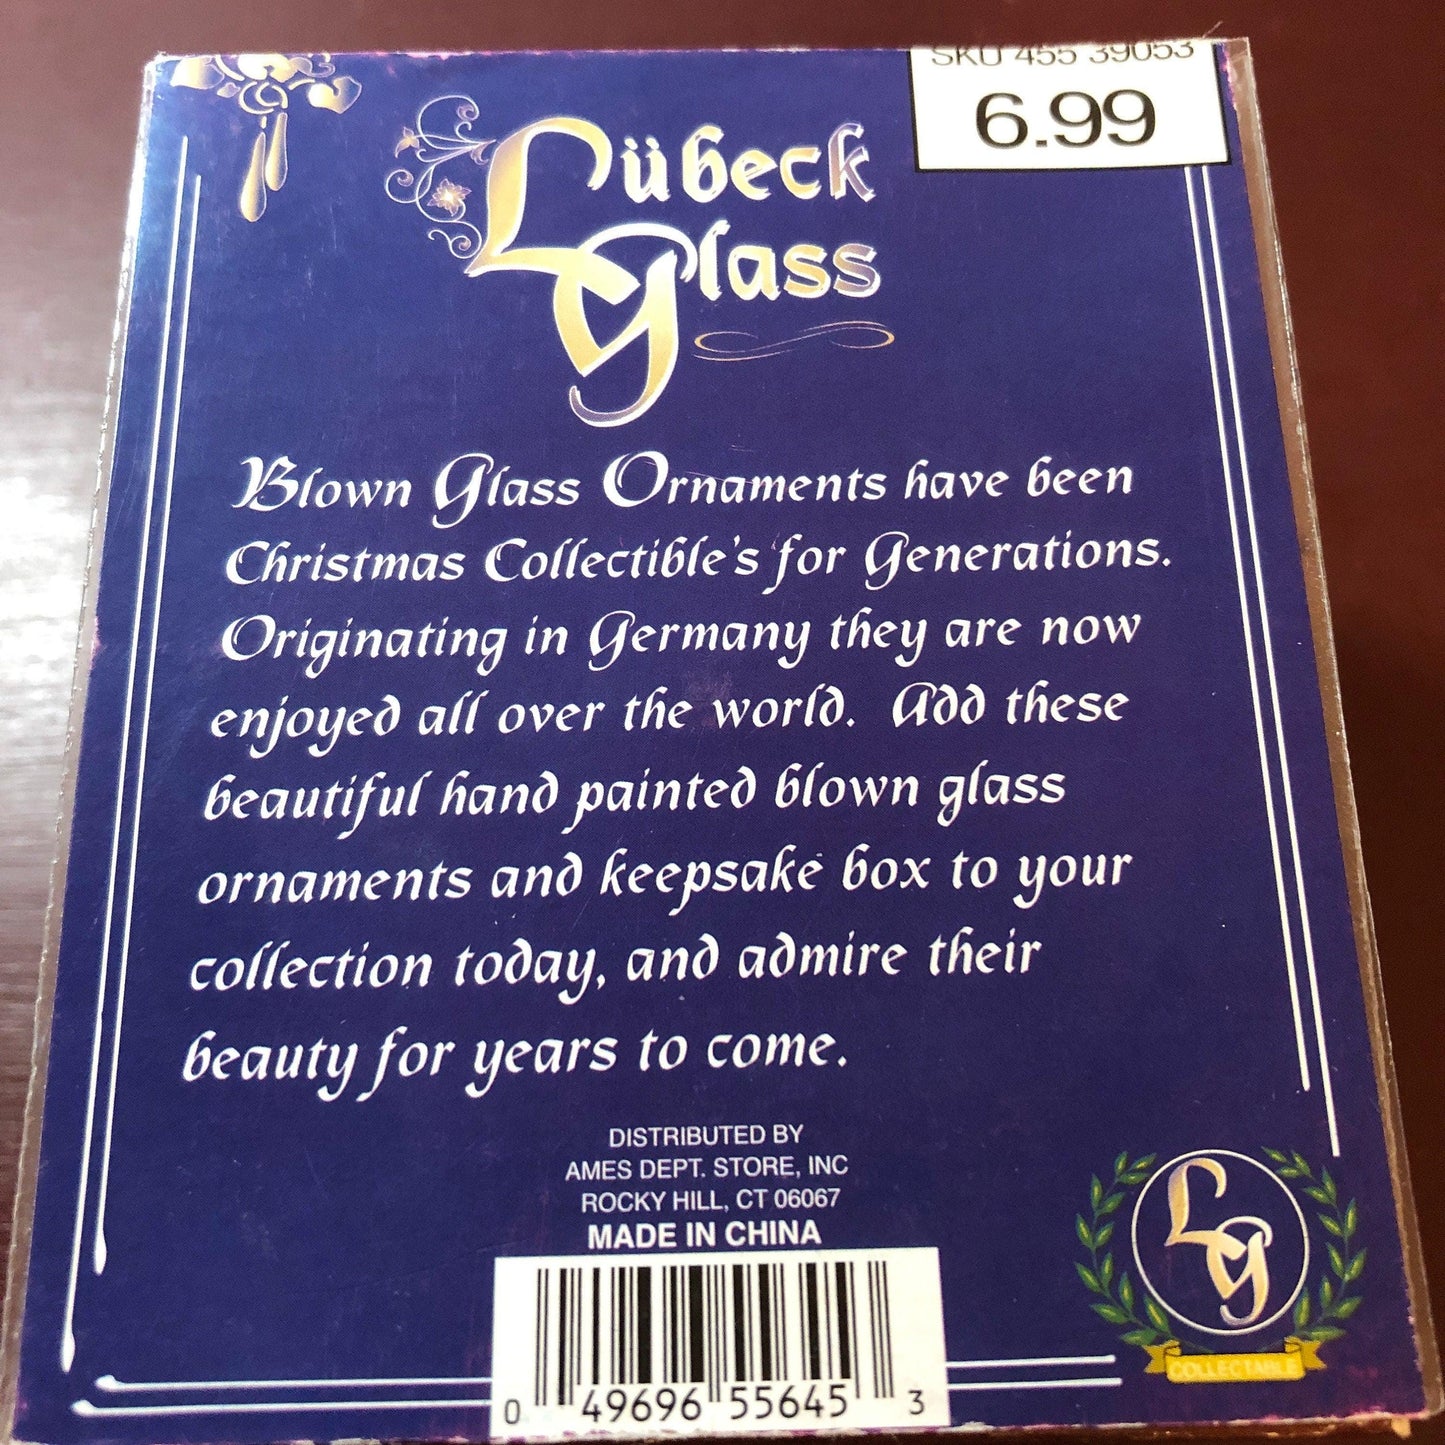 SKU 455 39053
6.99
Lübeck
Glass
Blown Glass Ornaments have been
Christmas Collectible's for Generations.
Originating in Germany they are now
enjoyed all over the world. Add these
beautiful hand painted blown glass
ornaments and keepsake box to your
collection today, and admire their
beauty for years to come.
DISTRIBUTED BY
AMES DEPT. STORE, INC
ROCKY HILL, CT 06067
MADE IN CHINA
LG
COLLECTABLE
0 49696 55645 3